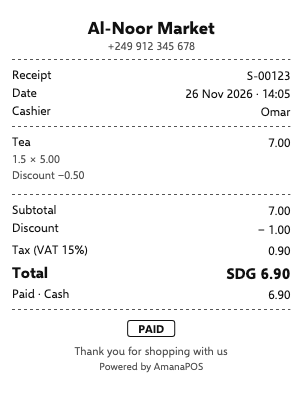 Al-Noor Market
+249 912 345 678
Receipt S-00123
Date 26 Nov 2026 · 14:05
Cashier Omar
Tea 7.00
1.5 × 5.00
Discount −0.50
Subtotal 7.00
Discount − 1.00
Tax (VAT 15%) 0.90
Total SDG 6.90
Paid · Cash 6.90
PAID
Thank you for shopping with us
Powered by AmanaPOS